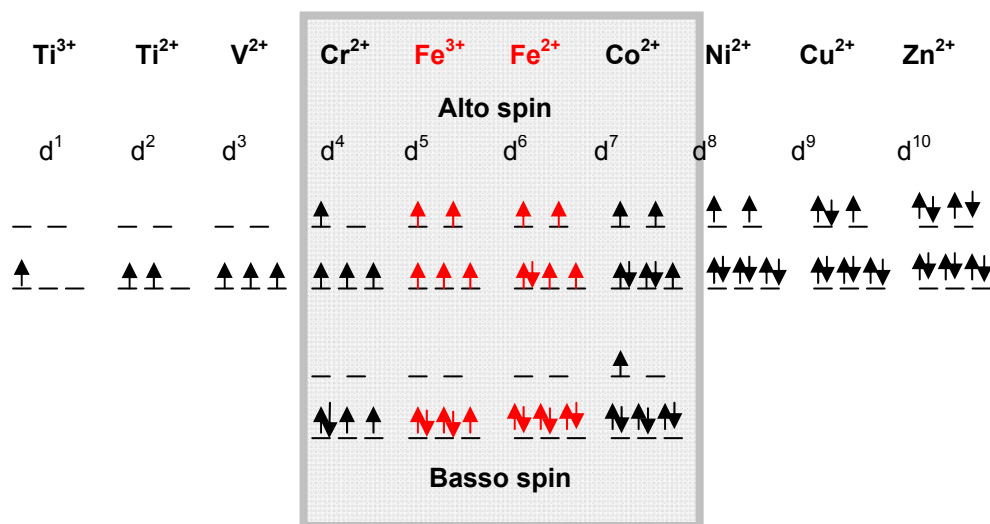 Ti³⁺ Ti²⁺ V²⁺ Cr²⁺ Fe³⁺ Fe²⁺ Co²⁺ Ni²⁺ Cu²⁺ Zn²⁺
Alto spin
d¹ d² d³ d⁴ d⁵ d⁶ d⁷ d⁸ d⁹ d¹⁰
Basso spin